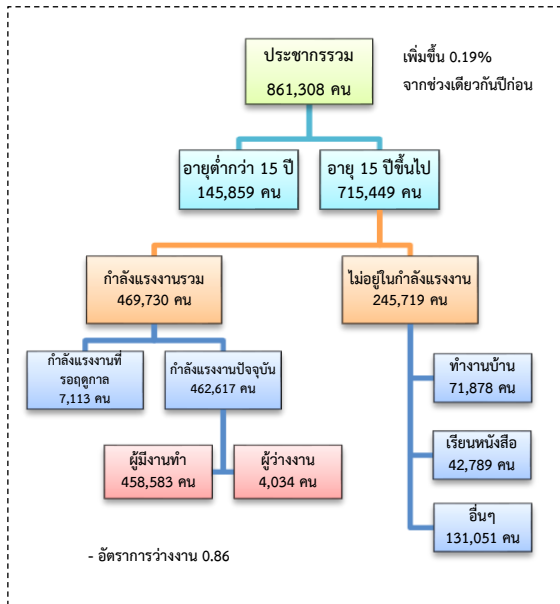 ประชากรรวม
861,308 คน
เพิ่มขึ้น 0.19%
จากช่วงเดียวกันปีก่อน
อายุต่ำกว่า 15 ปี
145,859 คน
อายุ 15 ปีขึ้นไป
715,449 คน
กำลังแรงงานรวม
469,730 คน
ไม่อยู่ในกำลังแรงงาน
245,719 คน
กำลังแรงงานที่
รอฤดูกาล
7,113 คน
กำลังแรงงานปัจจุบัน
462,617 คน
ทำงานบ้าน
71,878 คน
เรียนหนังสือ
42,789 คน
ผู้มีงานทำ
458,583 คน
ผู้ว่างงาน
4,034 คน
อื่นๆ
131,051 คน
- อัตราการว่างงาน 0.86